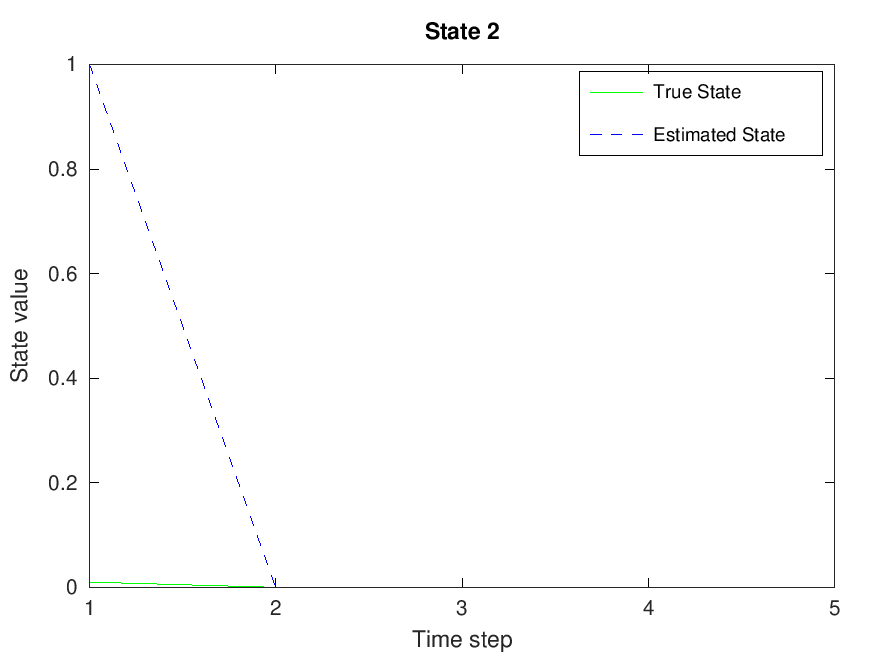 State 2
True State
Estimated State
State value
1
0.8
0.6
0.4
0.2
0
1 2 3 4 5
Time step